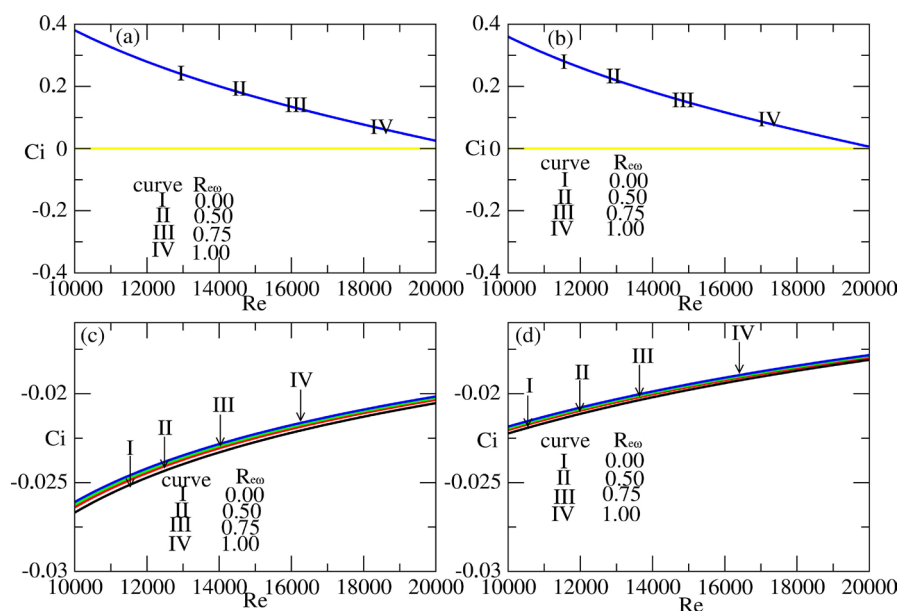 (a)
0.4
0.2
Ci 0
-0.2
-0.4
I
II
III
IV
curve Reω
I 0.00
II 0.50
III 0.75
IV 1.00
10000 12000 14000 16000 18000 20000
Re
(b)
0.4
0.2
Ci 0
-0.2
-0.4
I
II
III
IV
curve Reω
I 0.00
II 0.50
III 0.75
IV 1.00
10000 12000 14000 16000 18000 20000
Re
(c)
-0.02
Ci
-0.025
-0.03
I
II
III
IV
curve Reω
I 0.00
II 0.50
III 0.75
IV 1.00
10000 12000 14000 16000 18000 20000
Re
(d)
-0.02
Ci
-0.025
-0.03
I
II
III
IV
curve Reω
I 0.00
II 0.50
III 0.75
IV 1.00
10000 12000 14000 16000 18000 20000
Re